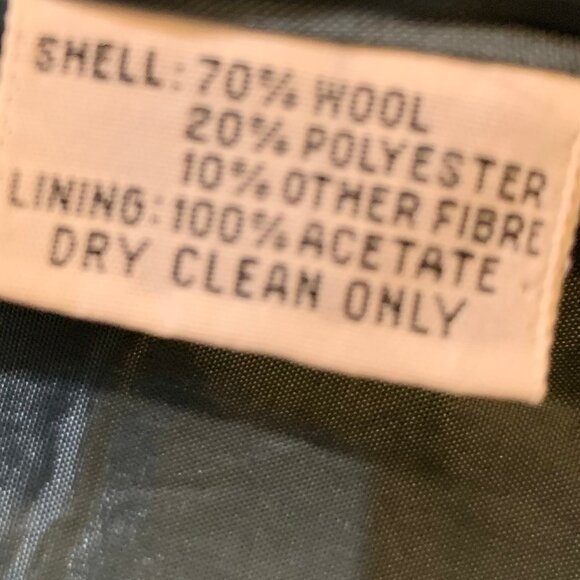 SHELL: 70% WOOL
20% POLYESTER
10% OTHER FIBRE
LINING: 100% ACETATE
DRY CLEAN ONLY